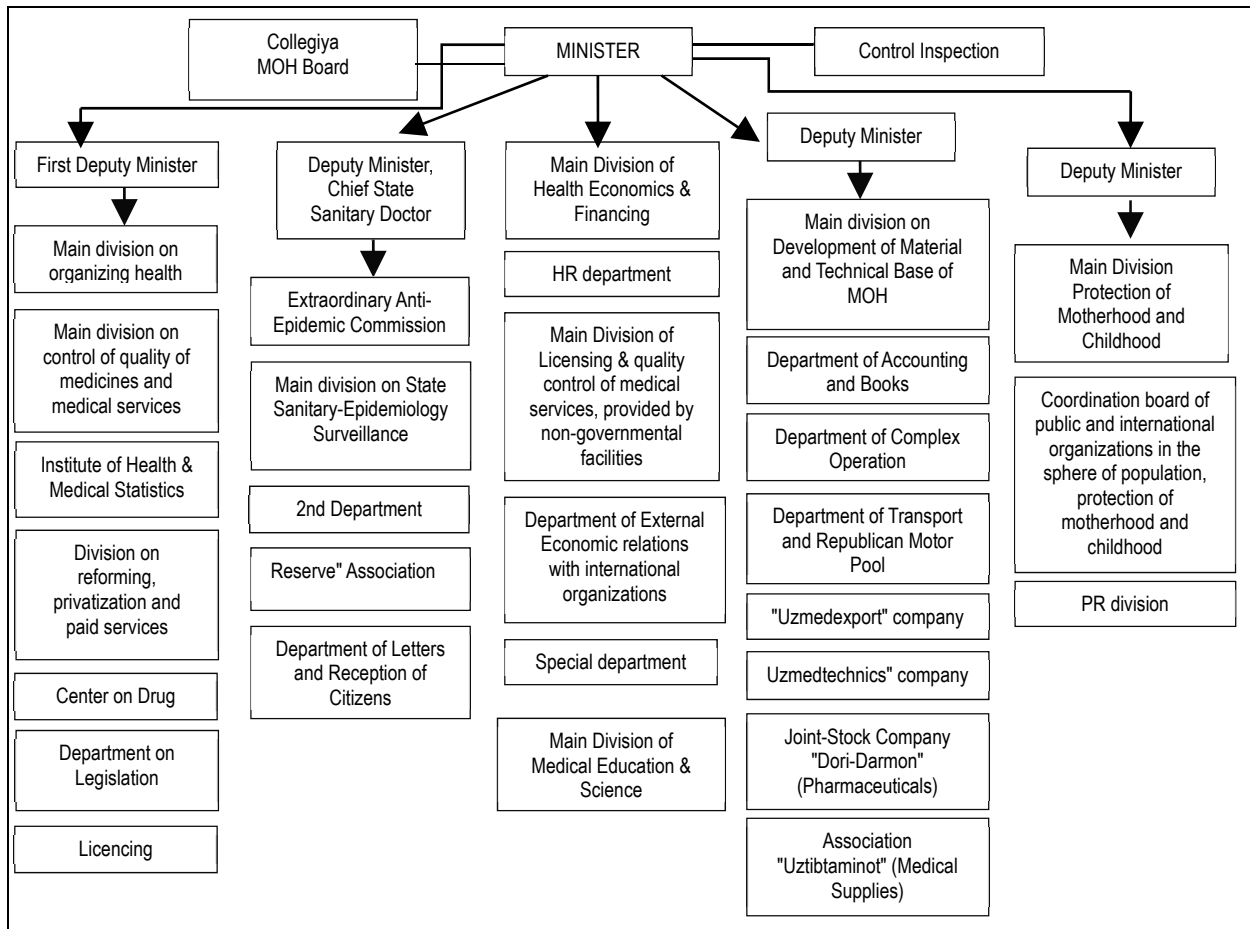 Collegiya
MOH Board
MINISTER
Control Inspection
First Deputy Minister
Main division on
organizing health
Main division on
control of quality of
medicines and
medical services
Institute of Health &
Medical Statistics
Division on
reforming,
privatization and
paid services
Center on Drug
Department on
Legislation
Licencing
Deputy Minister,
Chief State
Sanitary Doctor
Extraordinary Anti-
Epidemic Commission
Main division on State
Sanitary-Epidemiology
Surveillance
2nd Department
Reserve" Association
Department of Letters
and Reception of
Citizens
Main Division of
Health Economics &
Financing
HR department
Main Division of
Licensing & quality
control of medical
services, provided by
non-governmental
facilities
Department of External
Economic relations
with international
organizations
Special department
Main Division of
Medical Education &
Science
Deputy Minister
Main division on
Development of Material
and Technical Base of
MOH
Department of Accounting
and Books
Department of Complex
Operation
Department of Transport
and Republican Motor
Pool
"Uzmedexport" company
Uzmedtechnics" company
Joint-Stock Company
"Dori-Darmon"
(Pharmaceuticals)
Association
"Uztibtaminot" (Medical
Supplies)
Deputy Minister
Main Division
Protection of
Motherhood and
Childhood
Coordination board of
public and international
organizations in the
sphere of population,
protection of
motherhood and
childhood
PR division